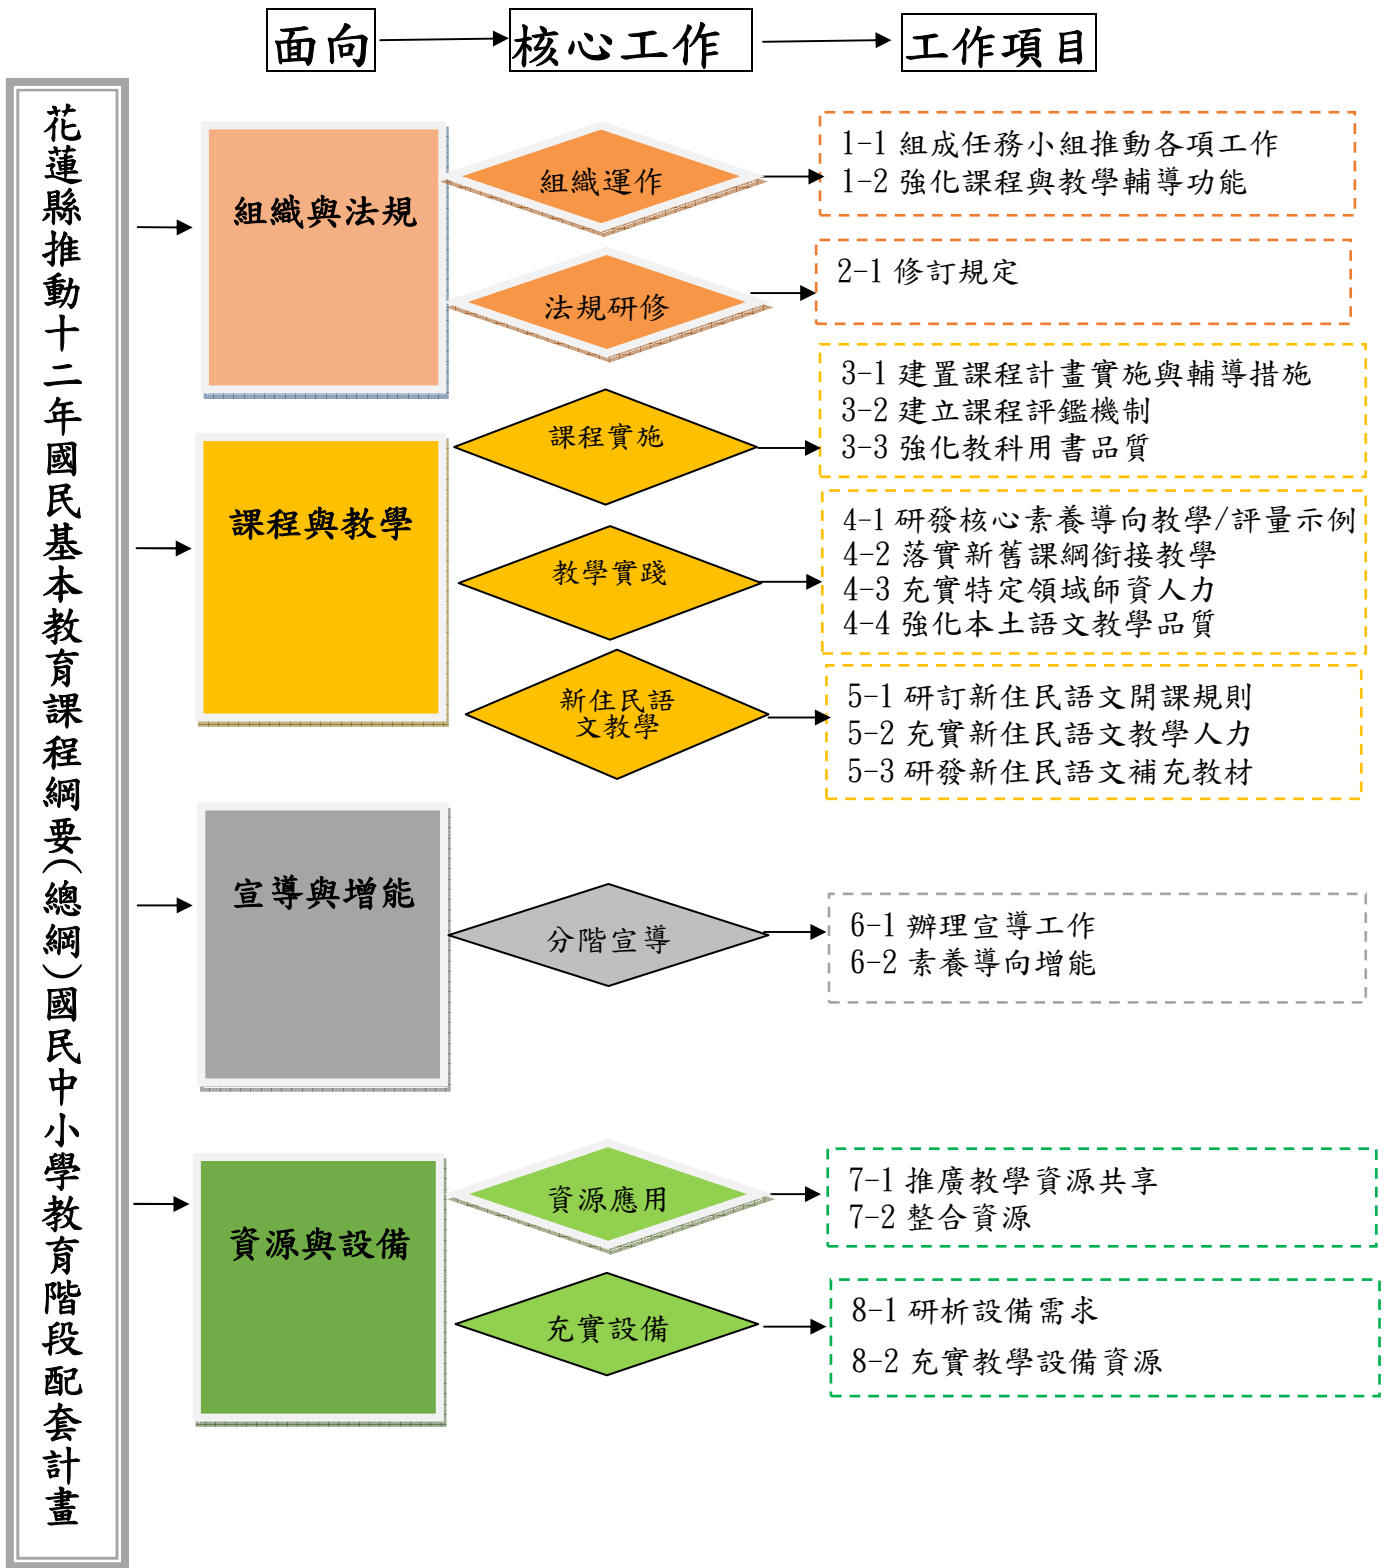 面向
核心工作
工作項目
花蓮縣推動十二年國民基本教育課程綱要(總綱)國民中小學教育階段配套計畫
組織與法規
組織運作
1-1 組成任務小組推動各項工作
1-2 強化課程與教學輔導功能
法規研修
2-1 修訂規定
課程與教學
課程實施
3-1 建置課程計畫實施與輔導措施
3-2 建立課程評鑑機制
3-3 強化教科用書品質
教學實踐
4-1 研發核心素養導向教學/評量示例
4-2 落實新舊課綱銜接教學
4-3 充實特定領域師資人力
4-4 強化本土語文教學品質
新住民語
文教學
5-1 研訂新住民語文開課規則
5-2 充實新住民語文教學人力
5-3 研發新住民語文補充教材
宣導與增能
分階宣導
6-1 辦理宣導工作
6-2 素養導向增能
資源與設備
資源應用
7-1 推廣教學資源共享
7-2 整合資源
充實設備
8-1 研析設備需求
8-2 充實教學設備資源